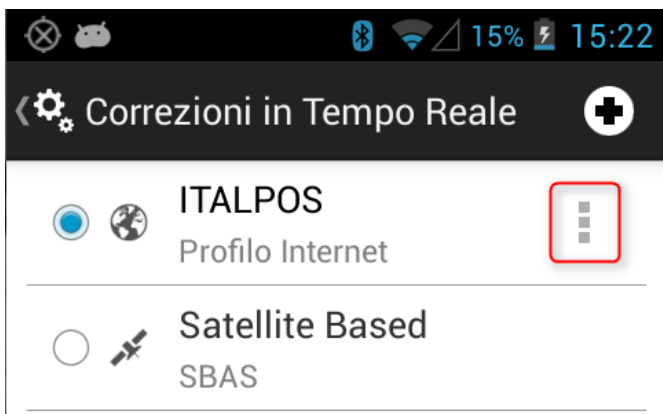 15% 15:22
Correzioni in Tempo Reale
ITALPOS
Profilo Internet
Satellite Based
SBAS